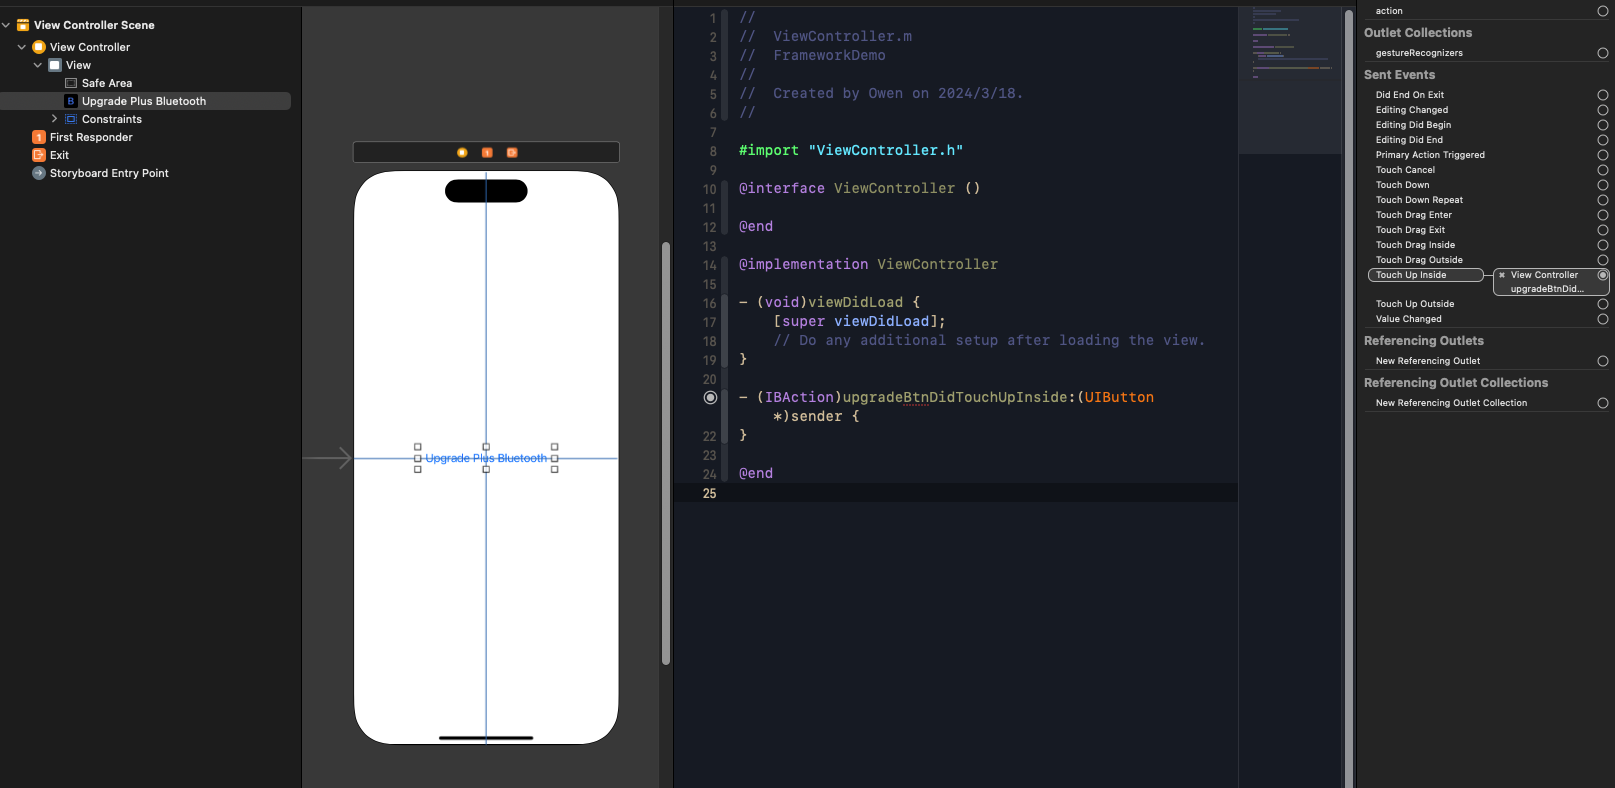 View Controller Scene
View Controller
View
Safe Area
B Upgrade Plus Bluetooth
Constraints
1 First Responder
Exit
Storyboard Entry Point
1
Upgrade Plus Bluetooth
1 //
2 //  ViewController.m
3 //  FrameworkDemo
4 //
5 //  Created by Owen on 2024/3/18.
6 //
7
8 #import "ViewController.h"
9
10 @interface ViewController ()
11
12 @end
13
14 @implementation ViewController
15
16 - (void)viewDidLoad {
17     [super viewDidLoad];
18     // Do any additional setup after loading the view.
19 }
20
- (IBAction)upgradeBtnDidTouchUpInside:(UIButton
*)sender {
22 }
23
24 @end
25
action
Outlet Collections
gestureRecognizers
Sent Events
Did End On Exit
Editing Changed
Editing Did Begin
Editing Did End
Primary Action Triggered
Touch Cancel
Touch Down
Touch Down Repeat
Touch Drag Enter
Touch Drag Exit
Touch Drag Inside
Touch Drag Outside
Touch Up Inside
View Controller
upgradeBtnDid...
Touch Up Outside
Value Changed
Referencing Outlets
New Referencing Outlet
Referencing Outlet Collections
New Referencing Outlet Collection